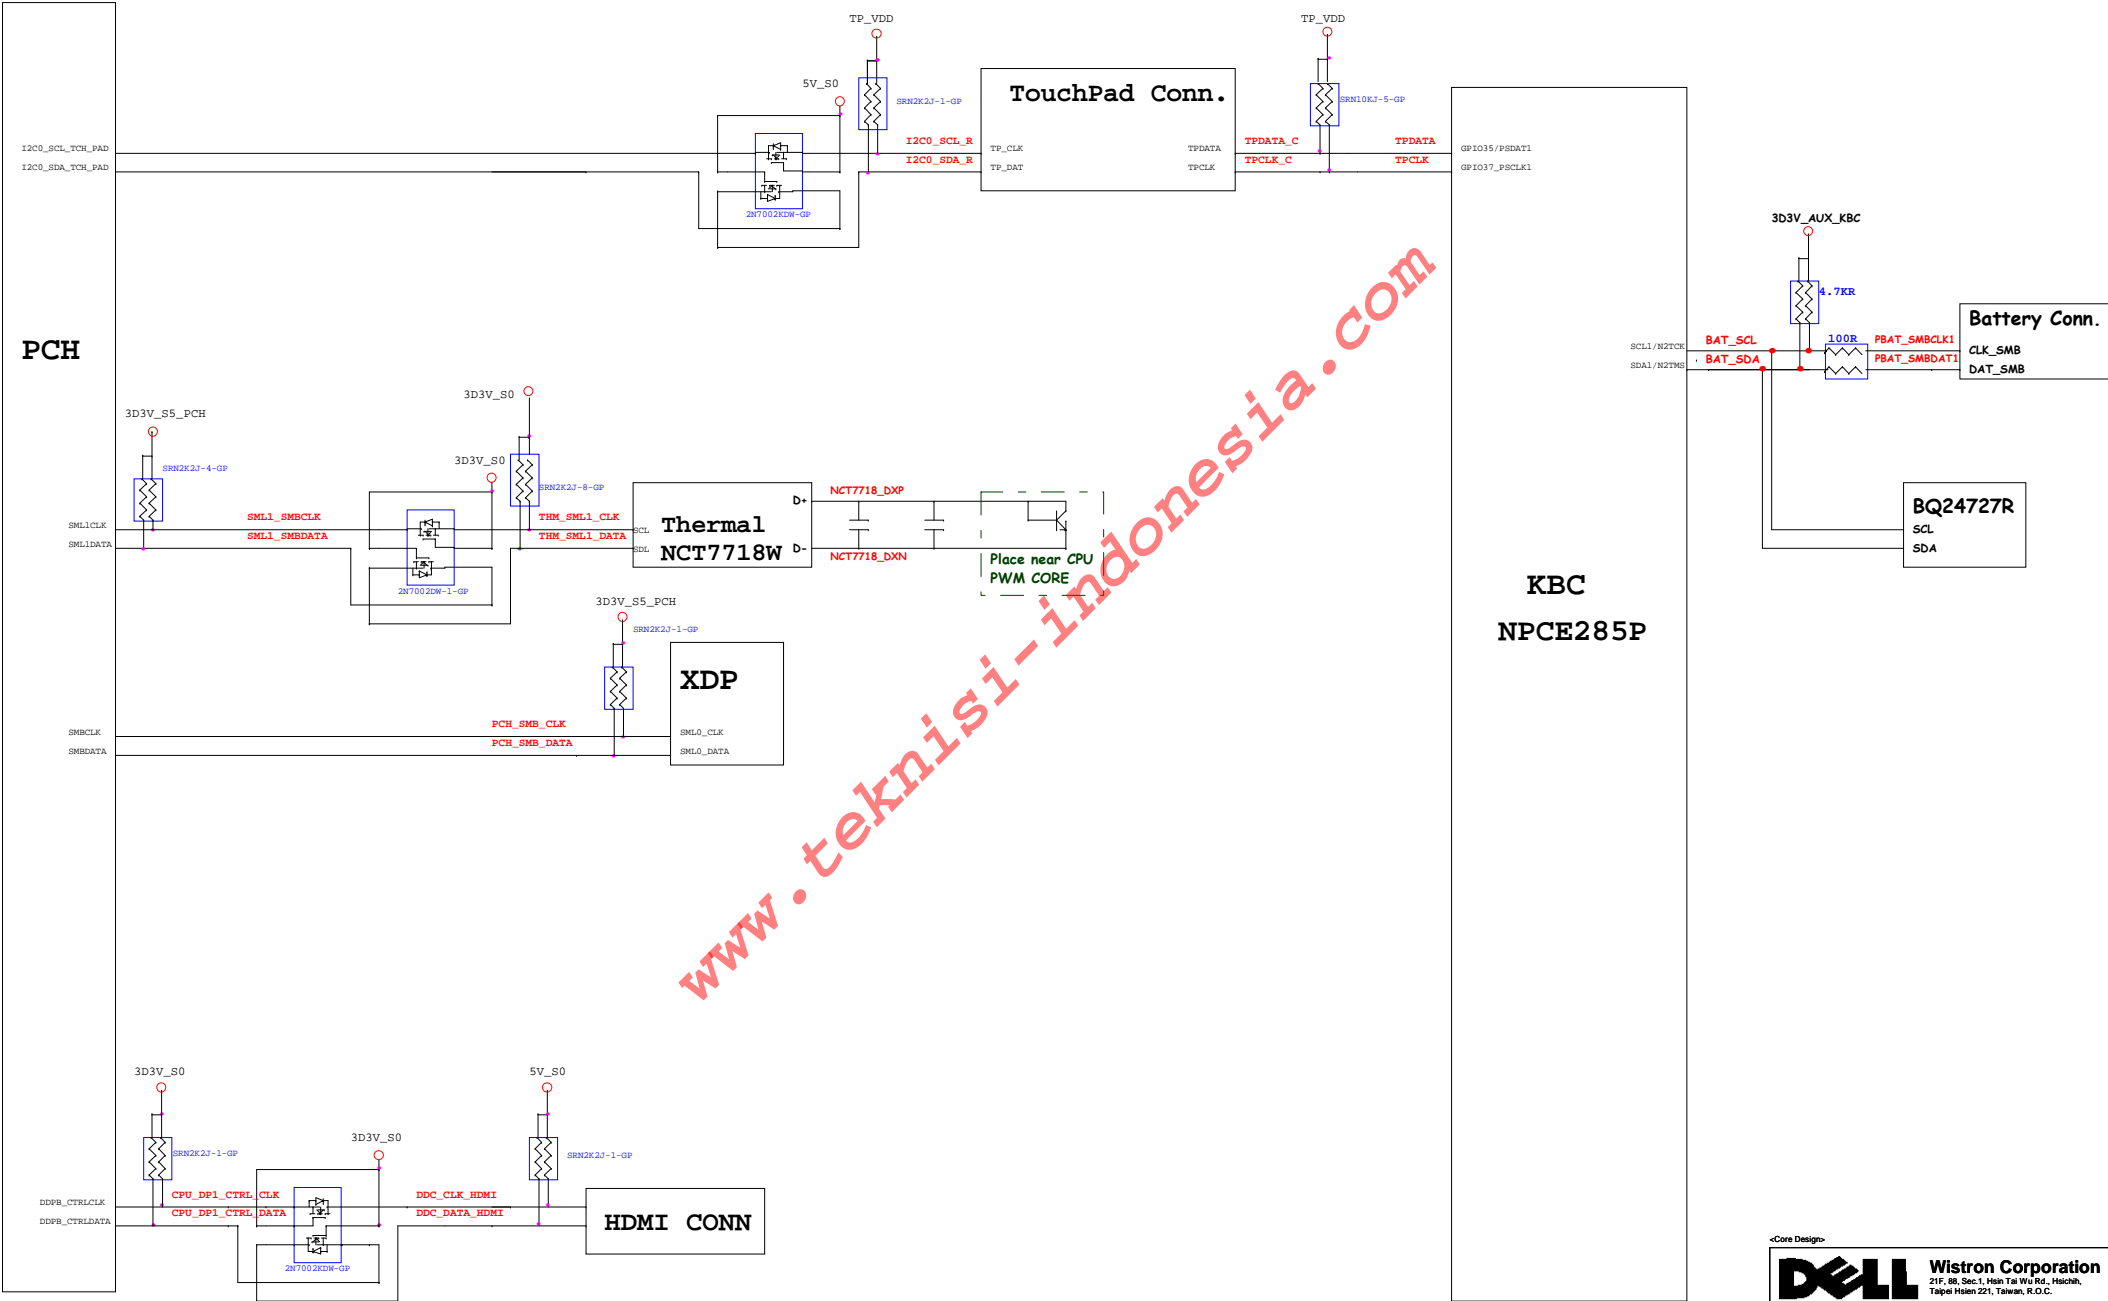 PCH
I2C0_SCL_TCH_PAD
I2C0_SDA_TCH_PAD
5V_S0
2N7002KDW-GP
TP_VDD
SRN2K2J-1-GP
I2C0_SCL_R
I2C0_SDA_R
TouchPad Conn.
TP_CLK
TP_DAT
TPDATA
TPCLK
TP_VDD
SRN10KJ-5-GP
TPDATA_C
TPCLK_C
TPDATA
TPCLK
GPIO35/PSDAT1
GPIO37_PSCLK1
KBC
NPCE285P
SCL1/N2TCK
SDA1/N2TMS
BAT_SCL
BAT_SDA
3D3V_AUX_KBC
4.7KR
100R
PBAT_SMBCLK1
PBAT_SMBDAT1
Battery Conn.
CLK_SMB
DAT_SMB
BQ24727R
SCL
SDA
3D3V_S5_PCH
SRN2K2J-4-GP
SML1CLK
SML1DATA
SML1_SMBCLK
SML1_SMBDATA
3D3V_S0
3D3V_S0
2N7002DW-1-GP
SRN2K2J-8-GP
THM_SML1_CLK
THM_SML1_DATA
SCL
SDL
Thermal
NCT7718W
D+
D-
NCT7718_DXP
NCT7718_DXN
Place near CPU
PWM CORE
3D3V_S5_PCH
SRN2K2J-1-GP
XDP
SMBCLK
SMBDATA
PCH_SMB_CLK
PCH_SMB_DATA
SML0_CLK
SML0_DATA
3D3V_S0
SRN2K2J-1-GP
DDPB_CTRLCLK
DDPB_CTRLDATA
CPU_DP1_CTRL_CLK
CPU_DP1_CTRL_DATA
3D3V_S0
2N7002KDW-GP
5V_S0
SRN2K2J-1-GP
DDC_CLK_HDMI
DDC_DATA_HDMI
HDMI CONN
www.teknisi-indonesia.com
<Core Design>
DELL
Wistron Corporation
21F, 88, Sec.1, Hsin Tai Wu Rd., Hsichih,
Taipei Hsien 221, Taiwan, R.O.C.